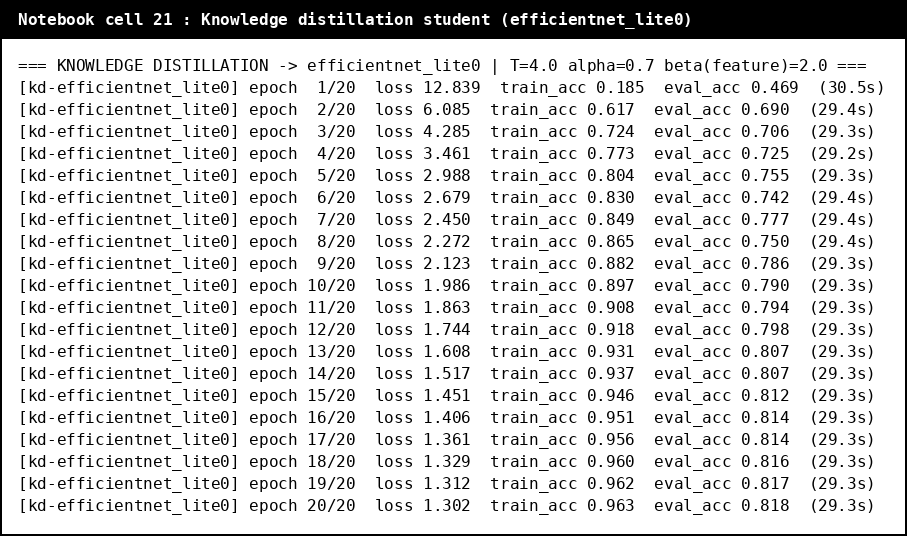 Notebook cell 21 : Knowledge distillation student (efficientnet_lite0)
=== KNOWLEDGE DISTILLATION -> efficientnet_lite0 | T=4.0 alpha=0.7 beta(feature)=2.0 ===
[kd-efficientnet_lite0] epoch  1/20  loss 12.839  train_acc 0.185  eval_acc 0.469  (30.5s)
[kd-efficientnet_lite0] epoch  2/20  loss 6.085  train_acc 0.617  eval_acc 0.690  (29.4s)
[kd-efficientnet_lite0] epoch  3/20  loss 4.285  train_acc 0.724  eval_acc 0.706  (29.3s)
[kd-efficientnet_lite0] epoch  4/20  loss 3.461  train_acc 0.773  eval_acc 0.725  (29.2s)
[kd-efficientnet_lite0] epoch  5/20  loss 2.988  train_acc 0.804  eval_acc 0.755  (29.3s)
[kd-efficientnet_lite0] epoch  6/20  loss 2.679  train_acc 0.830  eval_acc 0.742  (29.4s)
[kd-efficientnet_lite0] epoch  7/20  loss 2.450  train_acc 0.849  eval_acc 0.777  (29.4s)
[kd-efficientnet_lite0] epoch  8/20  loss 2.272  train_acc 0.865  eval_acc 0.750  (29.4s)
[kd-efficientnet_lite0] epoch  9/20  loss 2.123  train_acc 0.882  eval_acc 0.786  (29.3s)
[kd-efficientnet_lite0] epoch 10/20  loss 1.986  train_acc 0.897  eval_acc 0.790  (29.3s)
[kd-efficientnet_lite0] epoch 11/20  loss 1.863  train_acc 0.908  eval_acc 0.794  (29.3s)
[kd-efficientnet_lite0] epoch 12/20  loss 1.744  train_acc 0.918  eval_acc 0.798  (29.3s)
[kd-efficientnet_lite0] epoch 13/20  loss 1.608  train_acc 0.931  eval_acc 0.807  (29.3s)
[kd-efficientnet_lite0] epoch 14/20  loss 1.517  train_acc 0.937  eval_acc 0.807  (29.3s)
[kd-efficientnet_lite0] epoch 15/20  loss 1.451  train_acc 0.946  eval_acc 0.812  (29.3s)
[kd-efficientnet_lite0] epoch 16/20  loss 1.406  train_acc 0.951  eval_acc 0.814  (29.3s)
[kd-efficientnet_lite0] epoch 17/20  loss 1.361  train_acc 0.956  eval_acc 0.814  (29.3s)
[kd-efficientnet_lite0] epoch 18/20  loss 1.329  train_acc 0.960  eval_acc 0.816  (29.3s)
[kd-efficientnet_lite0] epoch 19/20  loss 1.312  train_acc 0.962  eval_acc 0.817  (29.3s)
[kd-efficientnet_lite0] epoch 20/20  loss 1.302  train_acc 0.963  eval_acc 0.818  (29.3s)